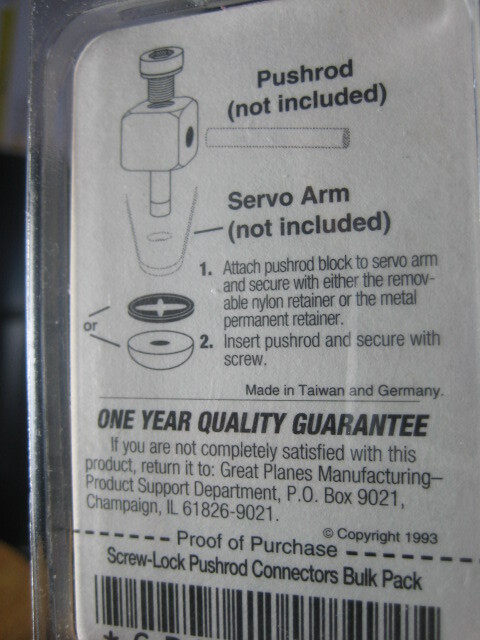 Pushrod
(not included)
Servo Arm
(not included)
1. Attach pushrod block to servo arm
and secure with either the remov-
able nylon retainer or the metal
permanent retainer.
or
2. Insert pushrod and secure with
screw.
Made in Taiwan and Germany.
ONE YEAR QUALITY GUARANTEE
If you are not completely satisfied with this
product, return it to: Great Planes Manufacturing–
Product Support Department, P.O. Box 9021,
Champaign, IL 61826-9021.
© Copyright 1993
Proof of Purchase
Screw-Lock Pushrod Connectors Bulk Pack